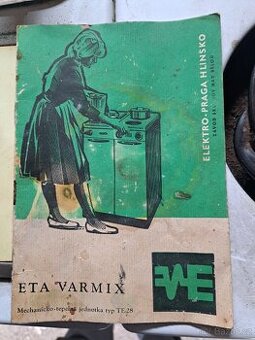 ELEKTRO-PRAGA HLINSKO
ETA VARMIX
Mechanicko-tepelná jednotka typ TE 28